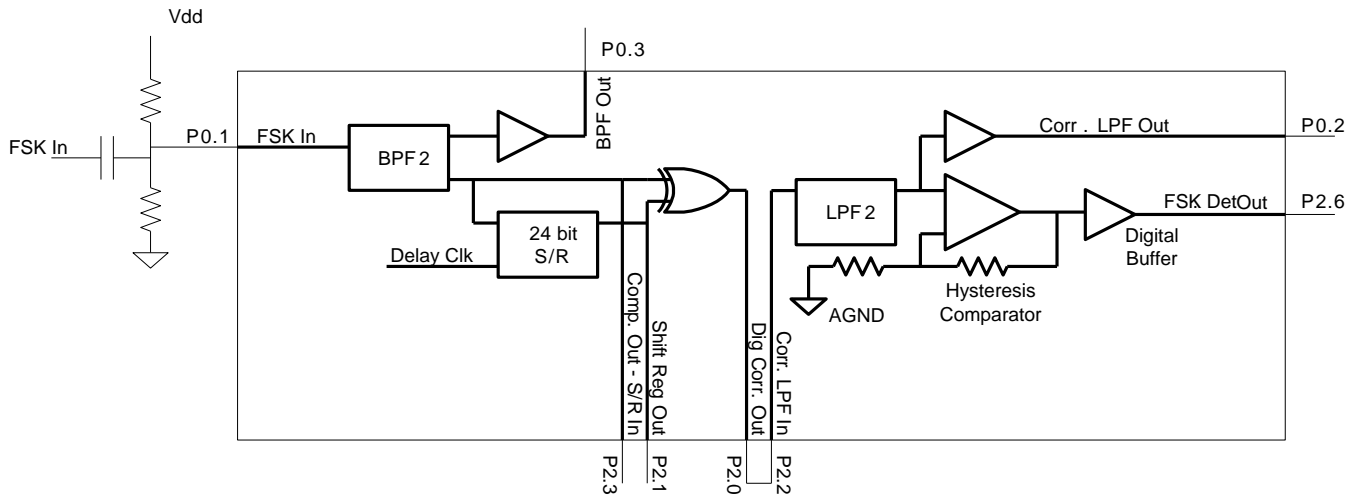 Vdd
P0.3
BPF Out
FSK In
P0.1
FSK In
BPF 2
Corr . LPF Out
P0.2
LPF 2
FSK DetOut
P2.6
24 bit
S/R
Delay Clk
Digital
Buffer
AGND
Hysteresis
Comparator
Comp. Out - S/R In
Shift Reg Out
Dig Corr. Out
Corr. LPF In
P2.3
P2.1
P2.0
P2.2